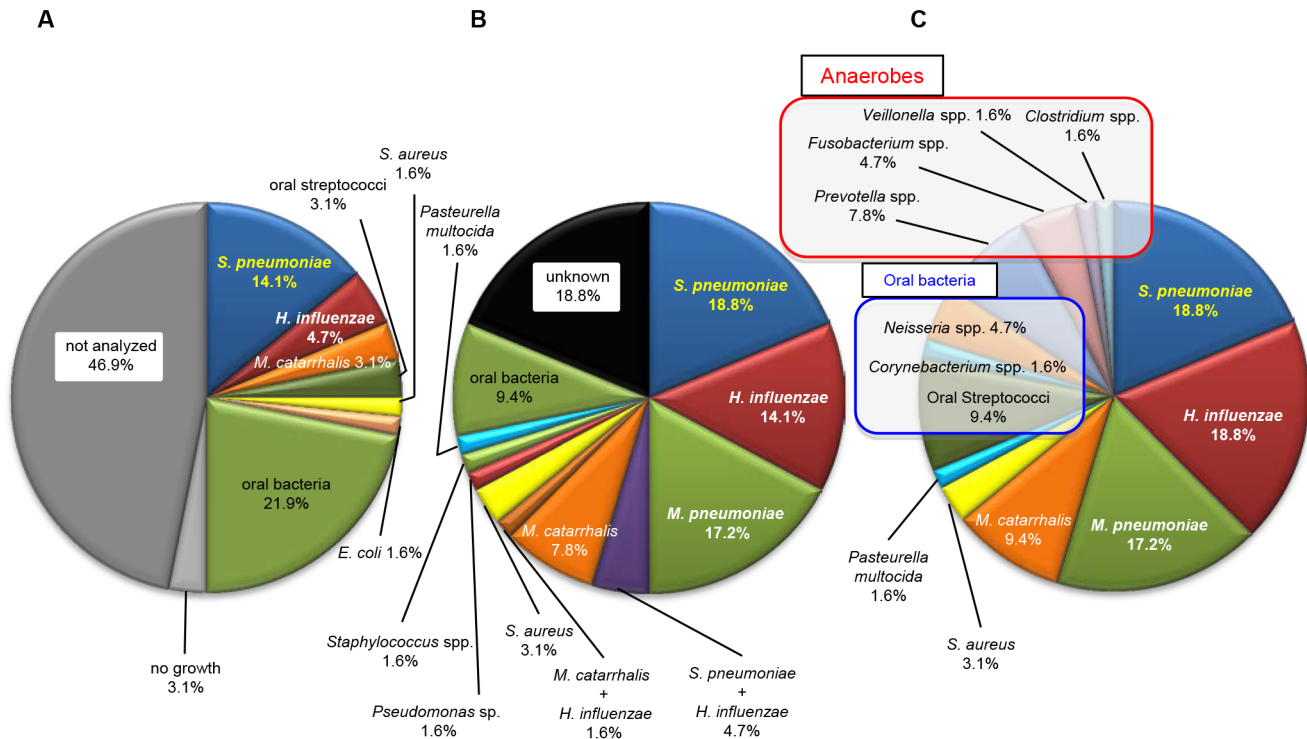 A
S. pneumoniae
14.1%
H. influenzae
4.7%
M. catarrhalis 3.1%
oral streptococci
3.1%
S. aureus
1.6%
E. coli 1.6%
oral bacteria
21.9%
no growth
3.1%
not analyzed
46.9%
B
S. pneumoniae
18.8%
H. influenzae
14.1%
M. pneumoniae
17.2%
S. pneumoniae
+
H. influenzae
4.7%
M. catarrhalis
7.8%
M. catarrhalis
+
H. influenzae
1.6%
S. aureus
3.1%
Pseudomonas sp.
1.6%
Staphylococcus spp.
1.6%
Pasteurella
multocida
1.6%
oral bacteria
9.4%
unknown
18.8%
C
S. pneumoniae
18.8%
H. influenzae
18.8%
M. pneumoniae
17.2%
M. catarrhalis
9.4%
S. aureus
3.1%
Pasteurella
multocida
1.6%
Oral bacteria
Neisseria spp. 4.7%
Corynebacterium spp. 1.6%
Oral Streptococci
9.4%
Anaerobes
Veillonella spp. 1.6%
Clostridium spp.
1.6%
Fusobacterium spp.
4.7%
Prevotella spp.
7.8%